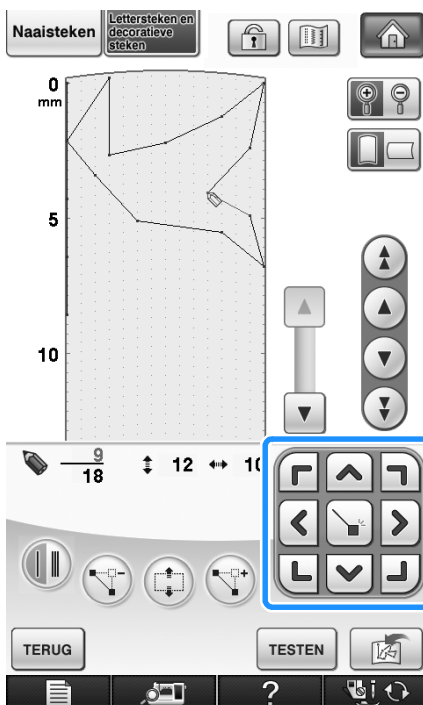 Naaisteken
Lettersteken en
decoratieve
steken
0
mm
5
10
9
18
12
10
TERUG
TESTEN
?